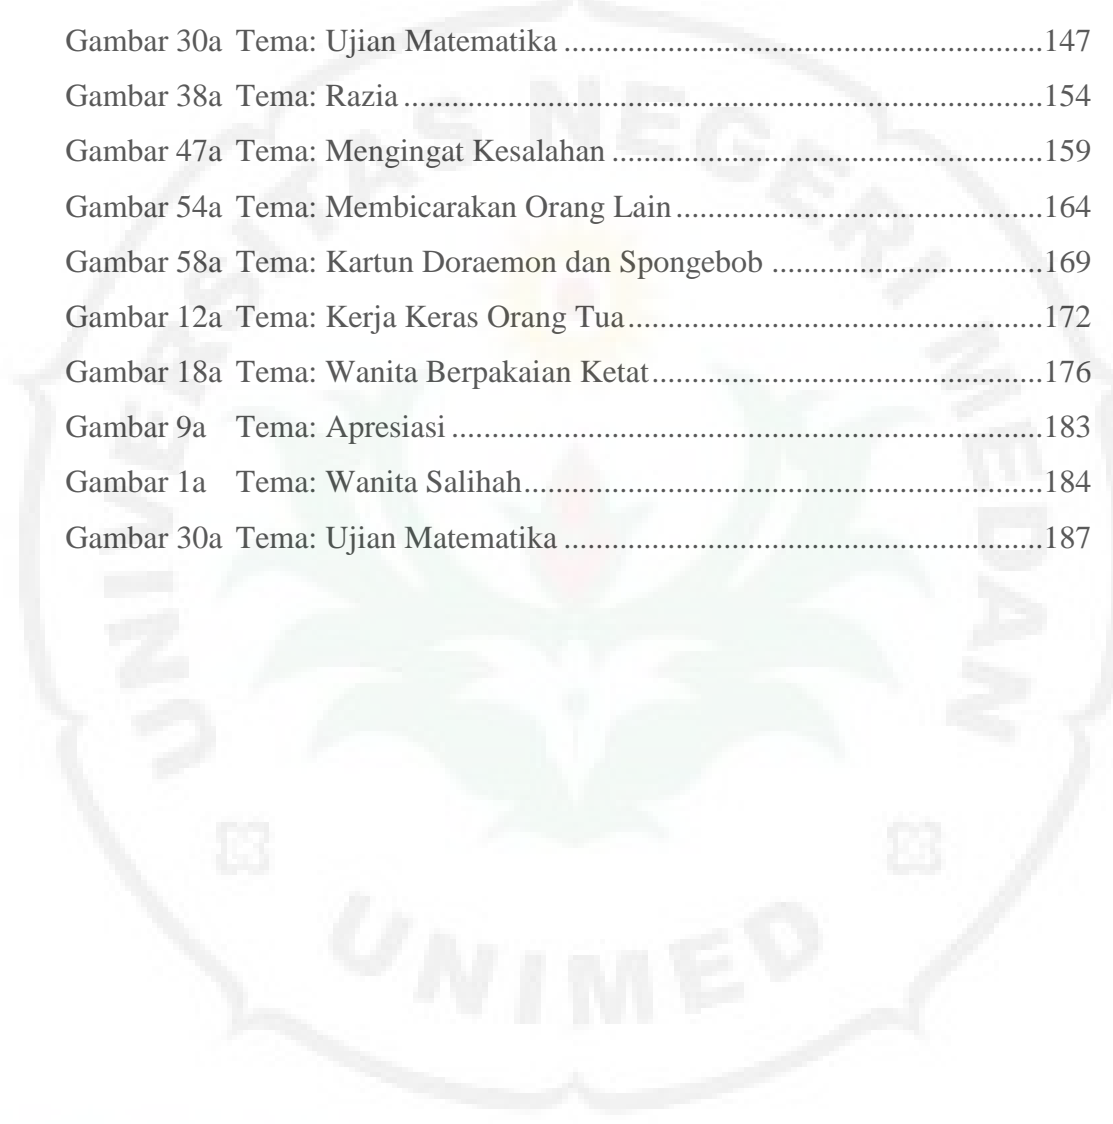 Gambar 30a Tema: Ujian Matematika ............................................................147
Gambar 38a Tema: Razia ................................................................................154
Gambar 47a Tema: Mengingat Kesalahan ......................................................159
Gambar 54a Tema: Membicarakan Orang Lain ..............................................164
Gambar 58a Tema: Kartun Doraemon dan Spongebob ..................................169
Gambar 12a Tema: Kerja Keras Orang Tua ....................................................172
Gambar 18a Tema: Wanita Berpakaian Ketat .................................................176
Gambar 9a Tema: Apresiasi ..........................................................................183
Gambar 1a Tema: Wanita Salihah .................................................................184
Gambar 30a Tema: Ujian Matematika ............................................................187
UNIVERSITAS NEGERI MEDAN
UNIMED